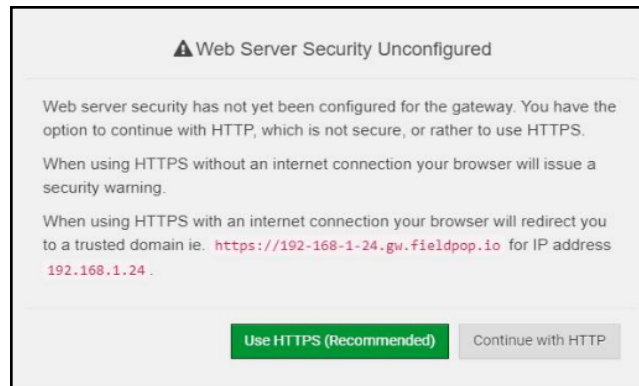 Web Server Security Unconfigured
Web server security has not yet been configured for the gateway. You have the
option to continue with HTTP, which is not secure, or rather to use HTTPS.
When using HTTPS without an internet connection your browser will issue a
security warning.
When using HTTPS with an internet connection your browser will redirect you
to a trusted domain ie. https://192-168-1-24.gw.fieldpop.io for IP address
192.168.1.24 .
Use HTTPS (Recommended) Continue with HTTP